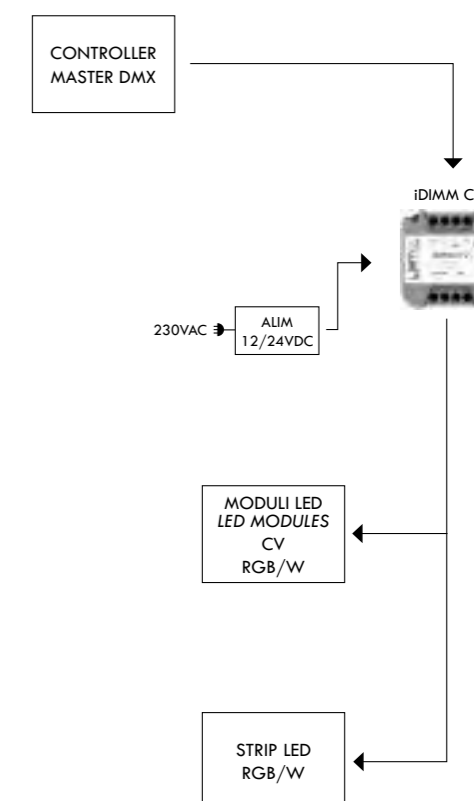 CONTROLLER
MASTER DMX
iDIMM C
230VAC
ALIM
12/24VDC
MODULI LED
LED MODULES
CV
RGB/W
STRIP LED
RGB/W